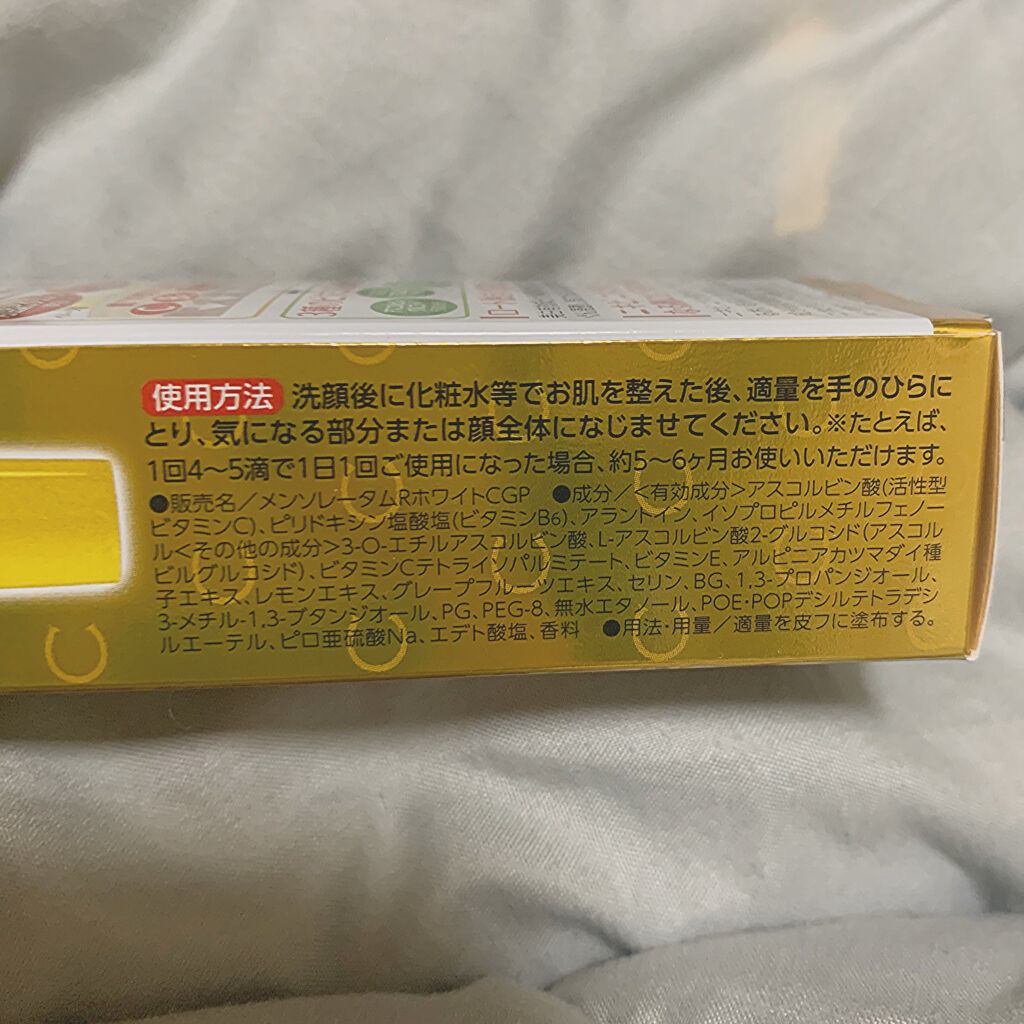 使用方法 洗顔後に化粧水等でお肌を整えた後、適量を手のひらに
とり、気になる部分または顔全体になじませてください。※たとえば、
1回4〜5滴で1日1回ご使用になった場合、約5〜6ヶ月お使いいただけます。
●販売名／メンソレータムRホワイトCGP ●成分／<有効成分>アスコルビン酸(活性型
ビタミンC)、ピリドキシン塩酸塩(ビタミンB6)、アラントイン、イソプロピルメチルフェノー
ル<その他の成分>3-O-エチルアスコルビン酸、L-アスコルビン酸2-グルコシド(アスコル
ビルグルコシド)、ビタミンCテトライソパルミテート、ビタミンE、アルピニアカツマダイ種
子エキス、レモンエキス、グレープフルーツエキス、セリン、BG、1,3-プロパンジオール、
3-メチル-1,3-ブタンジオール、PG、PEG-8、無水エタノール、POE・POPデシルテトラデシ
ルエーテル、ピロ亜硫酸Na、エデト酸塩、香料 ●用法・用量／適量を皮フに塗布する。